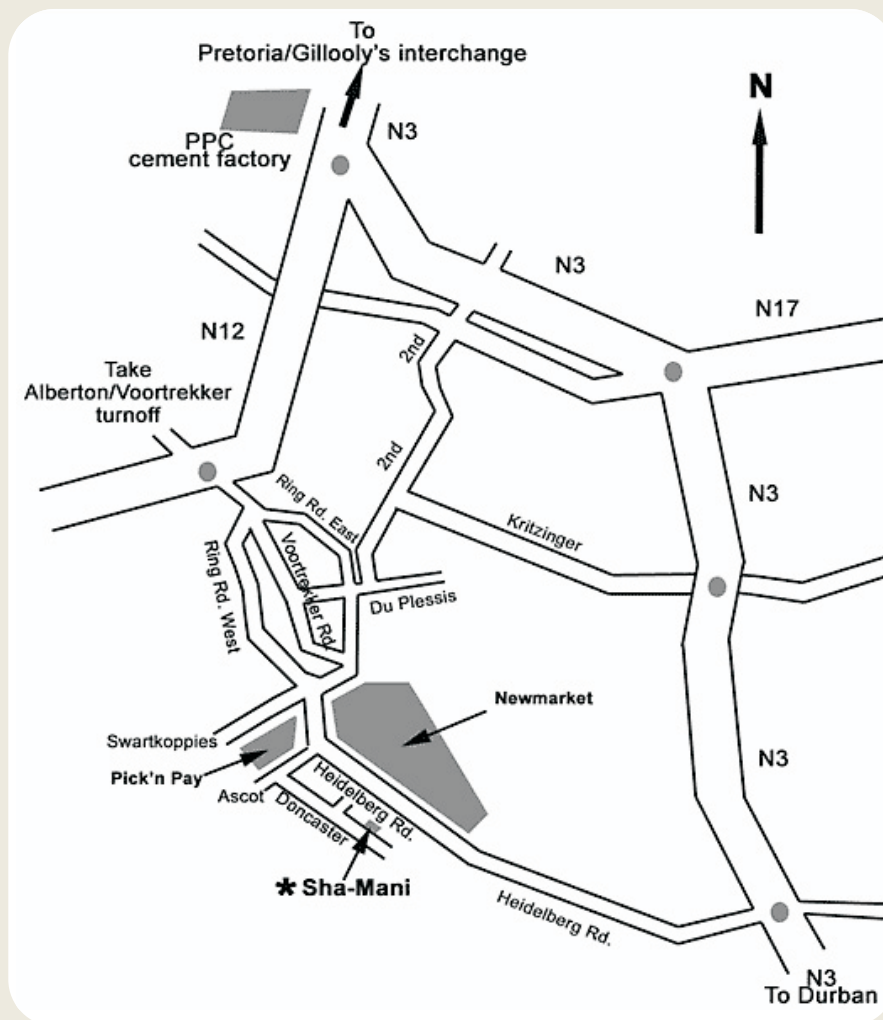 To
Pretoria/Gillooly's interchange
PPC
cement factory
N3
N
N3
N17
N12
Take
Alberton/Voortrekker
turnoff
2nd
2nd
N3
Ring Rd. East
Kritzinger
Voortrekker Rd.
Ring Rd. West
Du Plessis
Newmarket
Swartkoppies
Pick'n Pay
N3
Ascot
Heidelberg Rd.
Doncaster
* Sha-Mani
Heidelberg Rd.
N3
To Durban